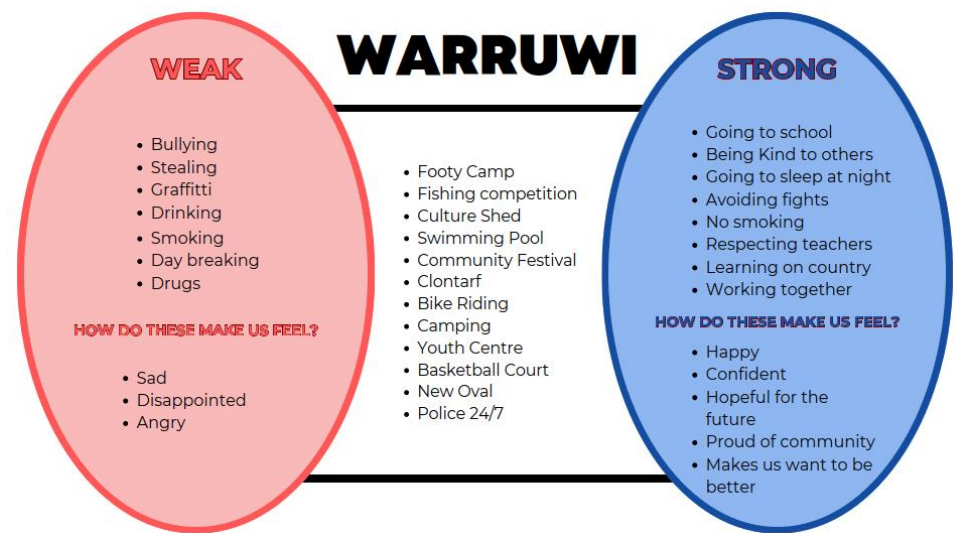 WARRUWI
WEAK
• Bullying
• Stealing
• Graffitti
• Drinking
• Smoking
• Day breaking
• Drugs
HOW DO THESE MAKE US FEEL?
• Sad
• Disappointed
• Angry
• Footy Camp
• Fishing competition
• Culture Shed
• Swimming Pool
• Community Festival
• Clontarf
• Bike Riding
• Camping
• Youth Centre
• Basketball Court
• New Oval
• Police 24/7
STRONG
• Going to school
• Being Kind to others
• Going to sleep at night
• Avoiding fights
• No smoking
• Respecting teachers
• Learning on country
• Working together
HOW DO THESE MAKE US FEEL?
• Happy
• Confident
• Hopeful for the
future
• Proud of community
• Makes us want to be
better